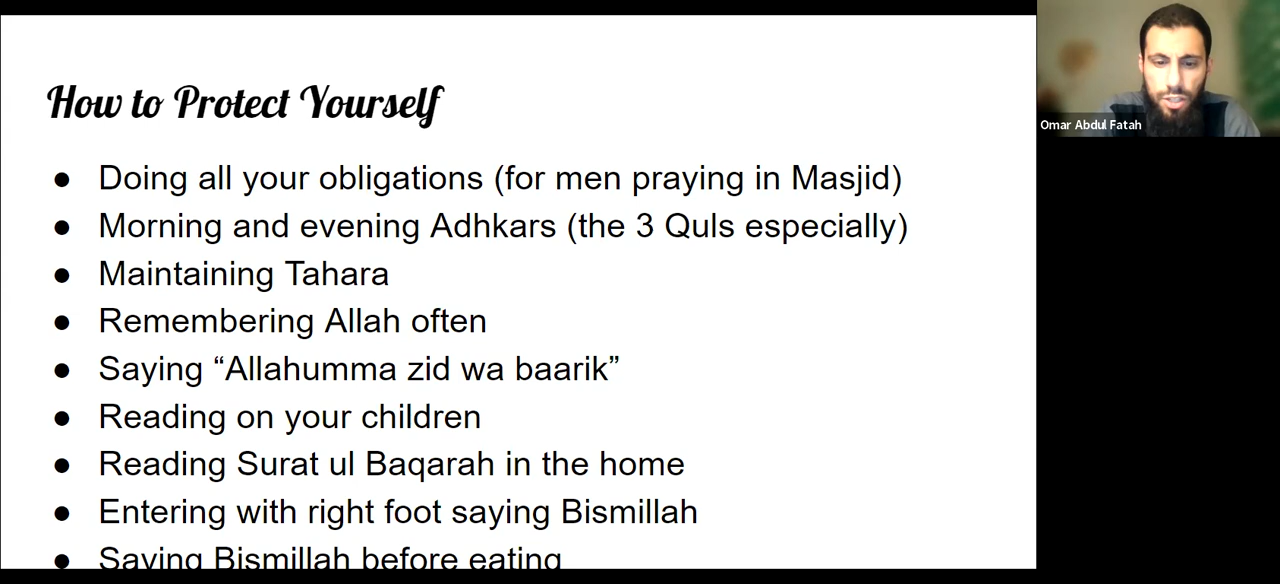 How to Protect Yourself
● Doing all your obligations (for men praying in Masjid)
● Morning and evening Adhkars (the 3 Quls especially)
● Maintaining Tahara
● Remembering Allah often
● Saying “Allahumma zid wa baarik”
● Reading on your children
● Reading Surat ul Baqarah in the home
● Entering with right foot saying Bismillah
● Saying Bismillah before eating
Omar Abdul Fatah